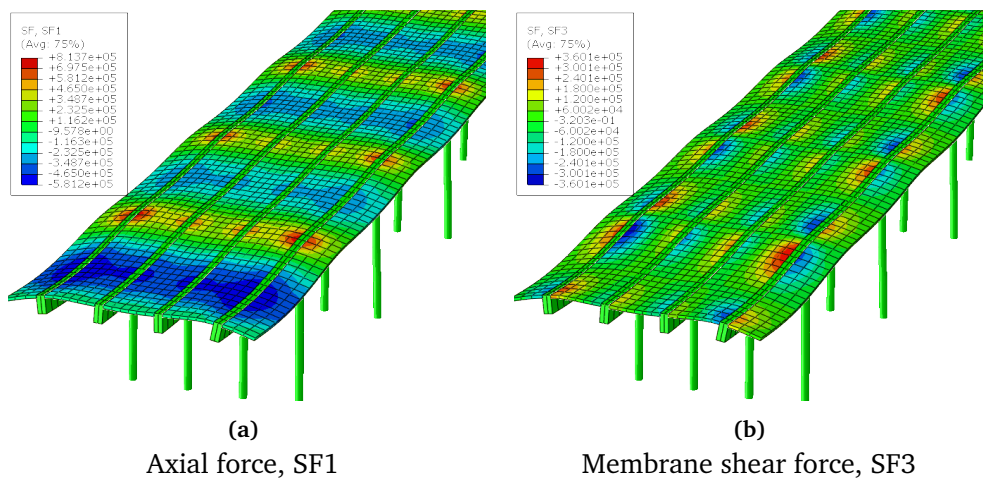 SF, SF1
(Avg: 75%)
+8.137e+05
+6.975e+05
+5.812e+05
+4.650e+05
+3.487e+05
+2.325e+05
+1.162e+05
-9.578e+00
-1.163e+05
-2.325e+05
-3.487e+05
-4.650e+05
-5.812e+05
SF, SF3
(Avg: 75%)
+3.601e+05
+3.001e+05
+2.401e+05
+1.800e+05
+1.200e+05
+6.002e+04
-3.203e-01
-6.002e+04
-1.200e+05
-1.800e+05
-2.401e+05
-3.001e+05
-3.601e+05
(a)
Axial force, SF1
(b)
Membrane shear force, SF3